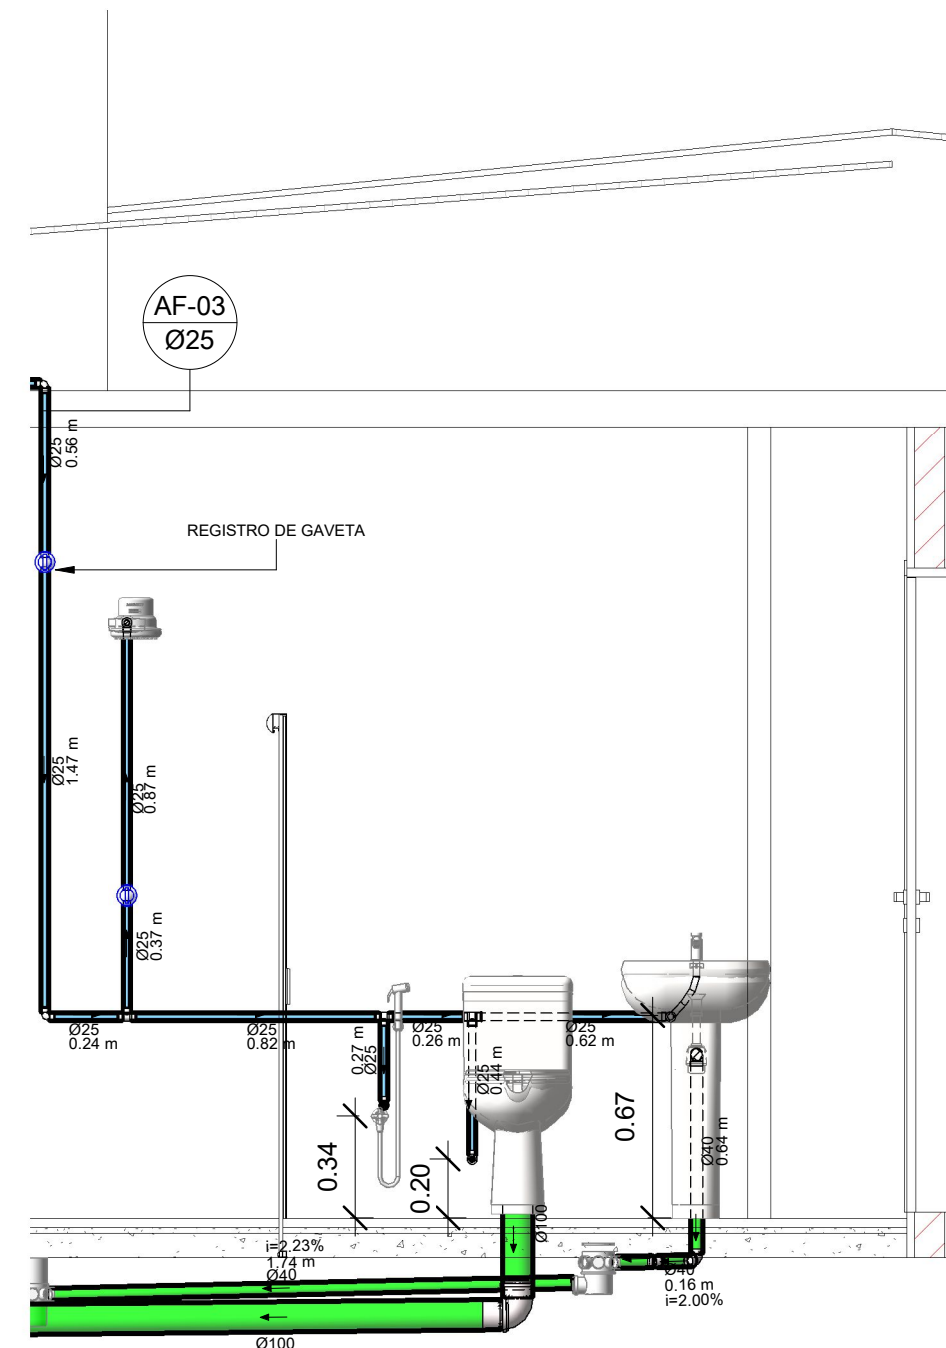 AF-03
Ø25
Ø25
0.56 m
REGISTRO DE GAVETA
Ø25
1.47 m
Ø25
0.87 m
Ø25
0.37 m
Ø25
0.24 m
Ø25
0.82 m
0.27 m
Ø25
Ø25
0.26 m
Ø25
0.44 m
Ø25
0.62 m
0.34
0.20
0.67
Ø40
0.64 m
Ø100
i=2.23%
1.74 m
Ø40
Ø40
0.16 m
i=2.00%
Ø100